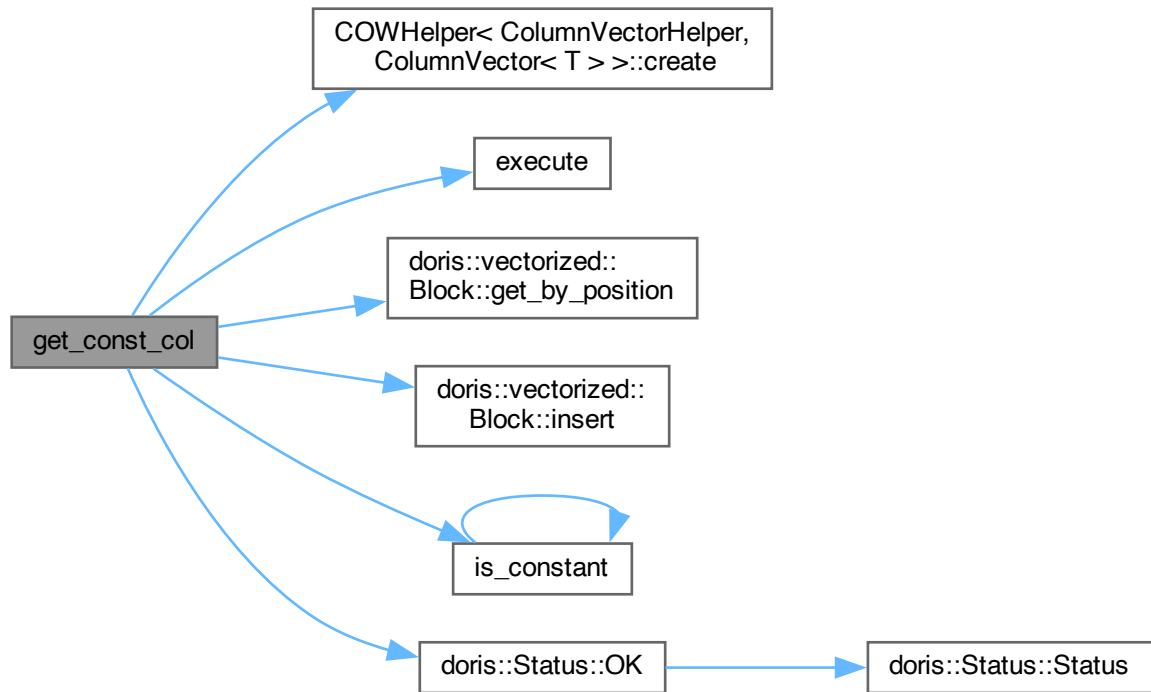 COWHelper< ColumnVectorHelper,
ColumnVector< T > >::create
execute
doris::vectorized::
Block::get_by_position
get_const_col
doris::vectorized::
Block::insert
is_constant
doris::Status::OK
doris::Status::Status